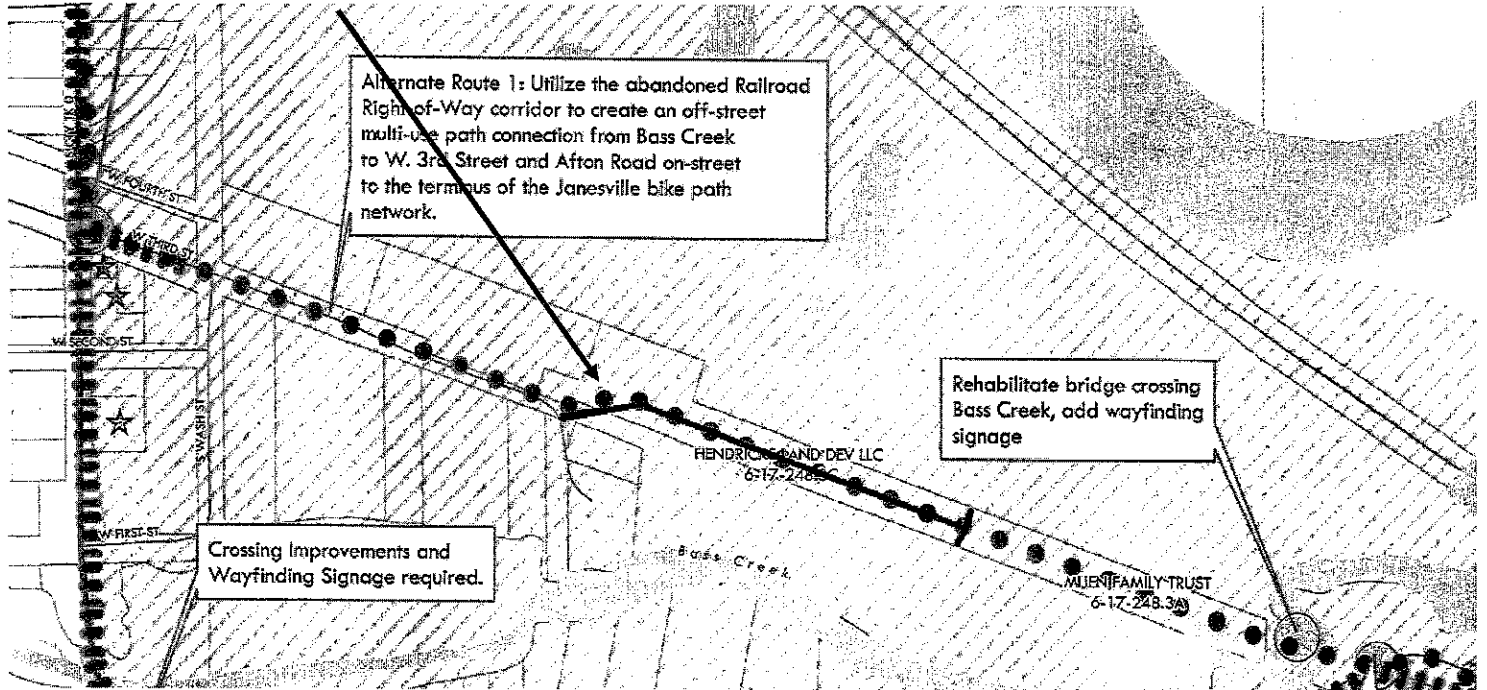 Alternate Route 1: Utilize the abandoned Railroad
Right-of-Way corridor to create an off-street
multi-use path connection from Bass Creek
to W. 3rd Street and Afton Road on-street
to the terminus of the Janesville bike path
network.
W FOURTH ST
W THIRD ST
W SECOND ST
S WASH ST
W FIRST ST
Rehabilitate bridge crossing
Bass Creek, add wayfinding
signage
HENDRICKS LAND DEV LLC
Crossing Improvements and
Wayfinding Signage required.
Bass Creek
FAMILY TRUST
6-17-248.3A